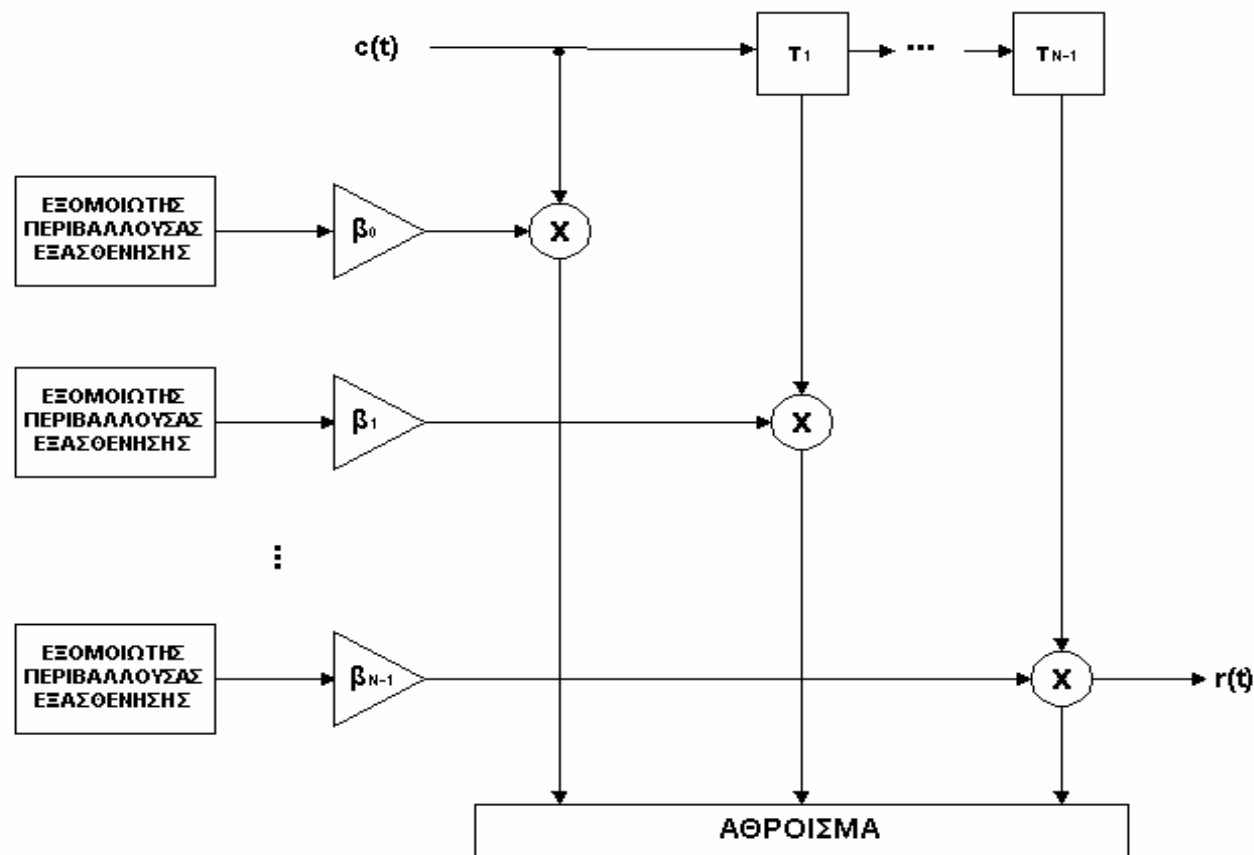 c(t)
τ1
...
τN-1
ΕΞΟΜΟΙΩΤΗΣ
ΠΕΡΙΒΑΛΛΟΥΣΑΣ
ΕΞΑΣΘΕΝΗΣΗΣ
β0
X
ΕΞΟΜΟΙΩΤΗΣ
ΠΕΡΙΒΑΛΛΟΥΣΑΣ
ΕΞΑΣΘΕΝΗΣΗΣ
β1
X
...
ΕΞΟΜΟΙΩΤΗΣ
ΠΕΡΙΒΑΛΛΟΥΣΑΣ
ΕΞΑΣΘΕΝΗΣΗΣ
βN-1
X
r(t)
ΑΘΡΟΙΣΜΑ